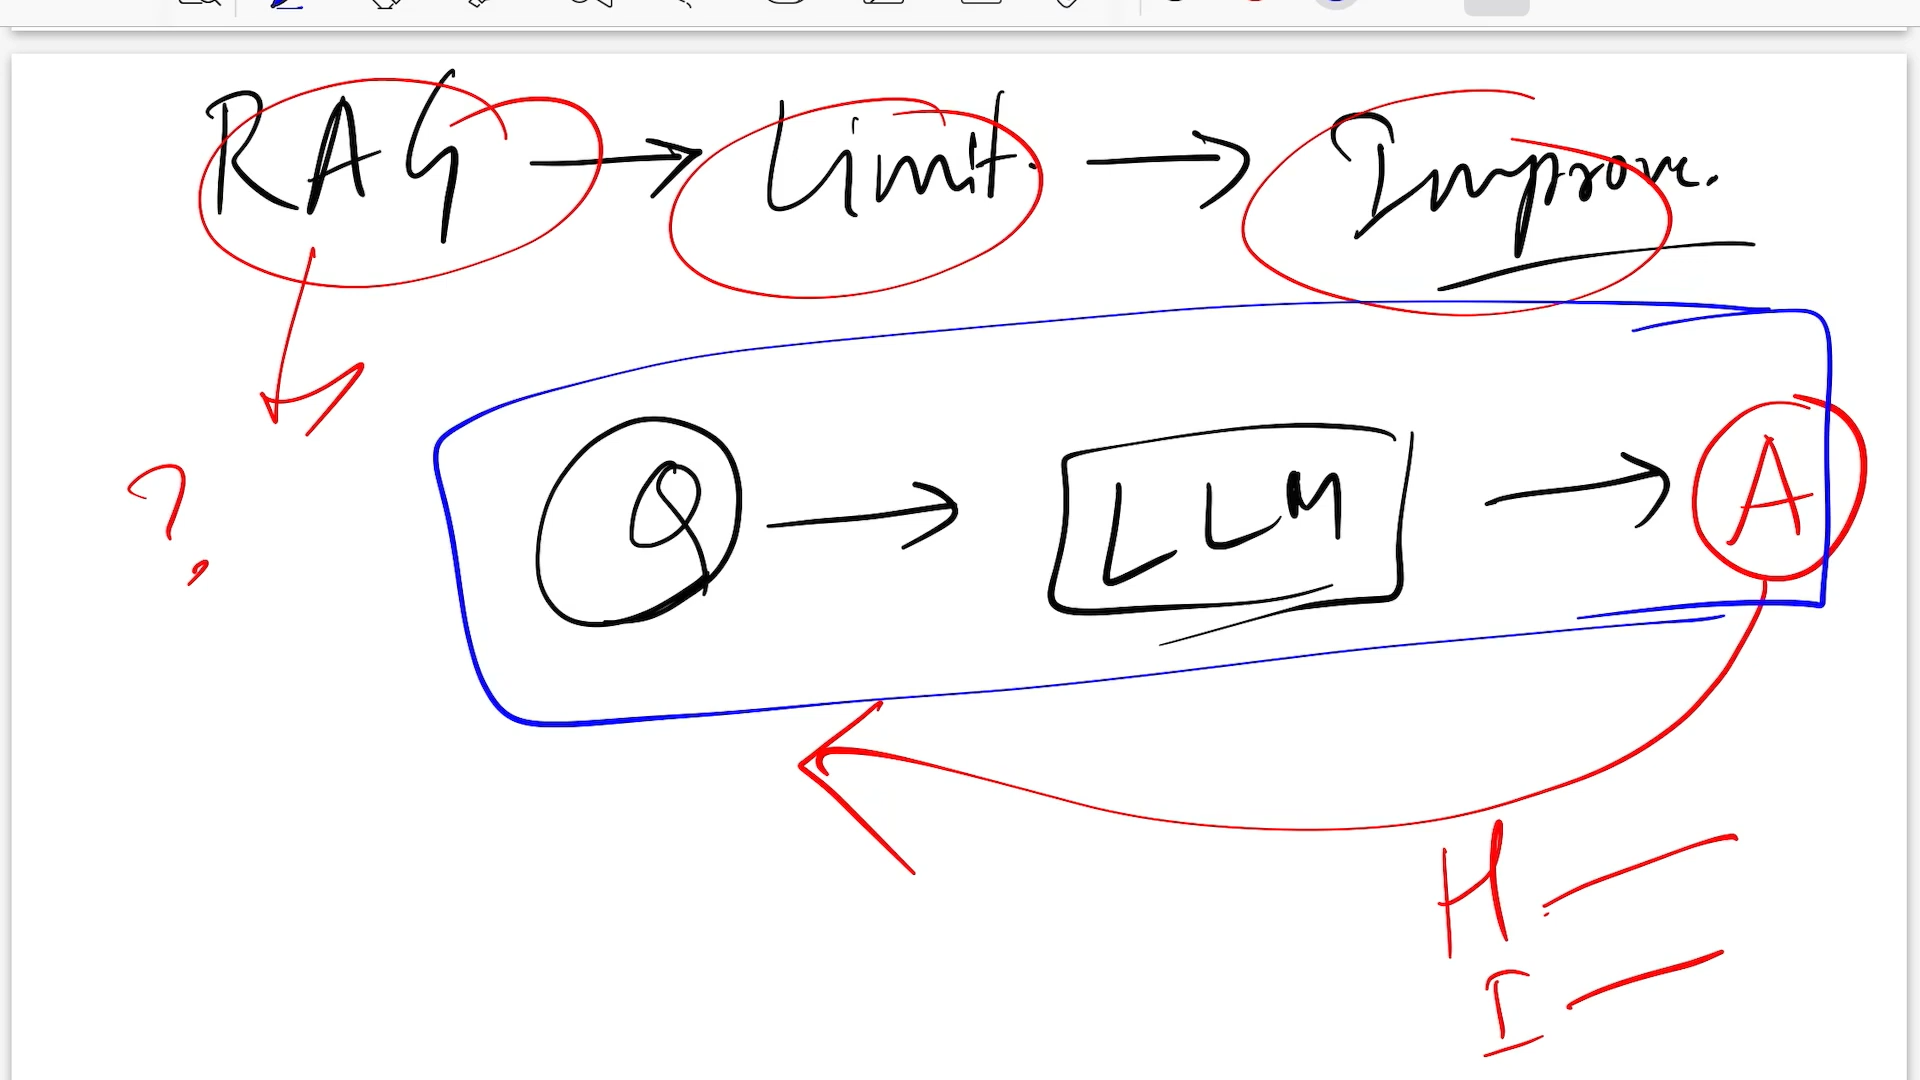 RAG → Limit. → Improve.
?
Q → LLM → A
H
I